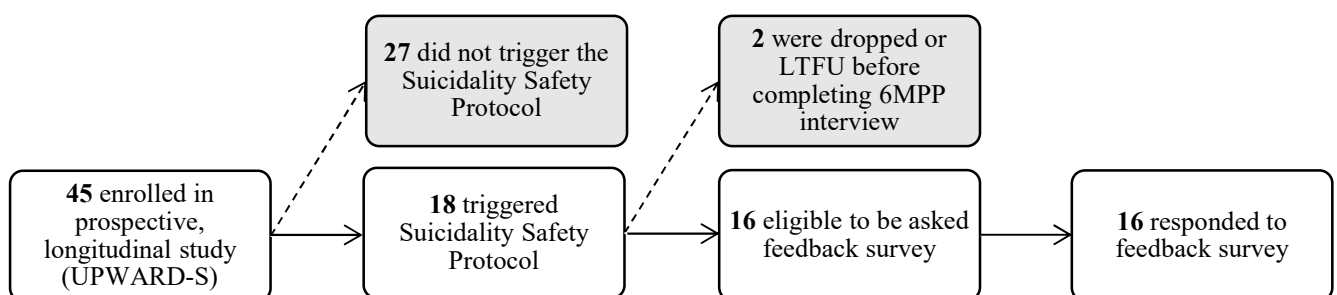 27 did not trigger the
Suicidality Safety
Protocol
2 were dropped or
LTFU before
completing 6MPP
interview
45 enrolled in
prospective,
longitudinal study
(UPWARD-S)
18 triggered
Suicidality Safety
Protocol
16 eligible to be asked
feedback survey
16 responded to
feedback survey